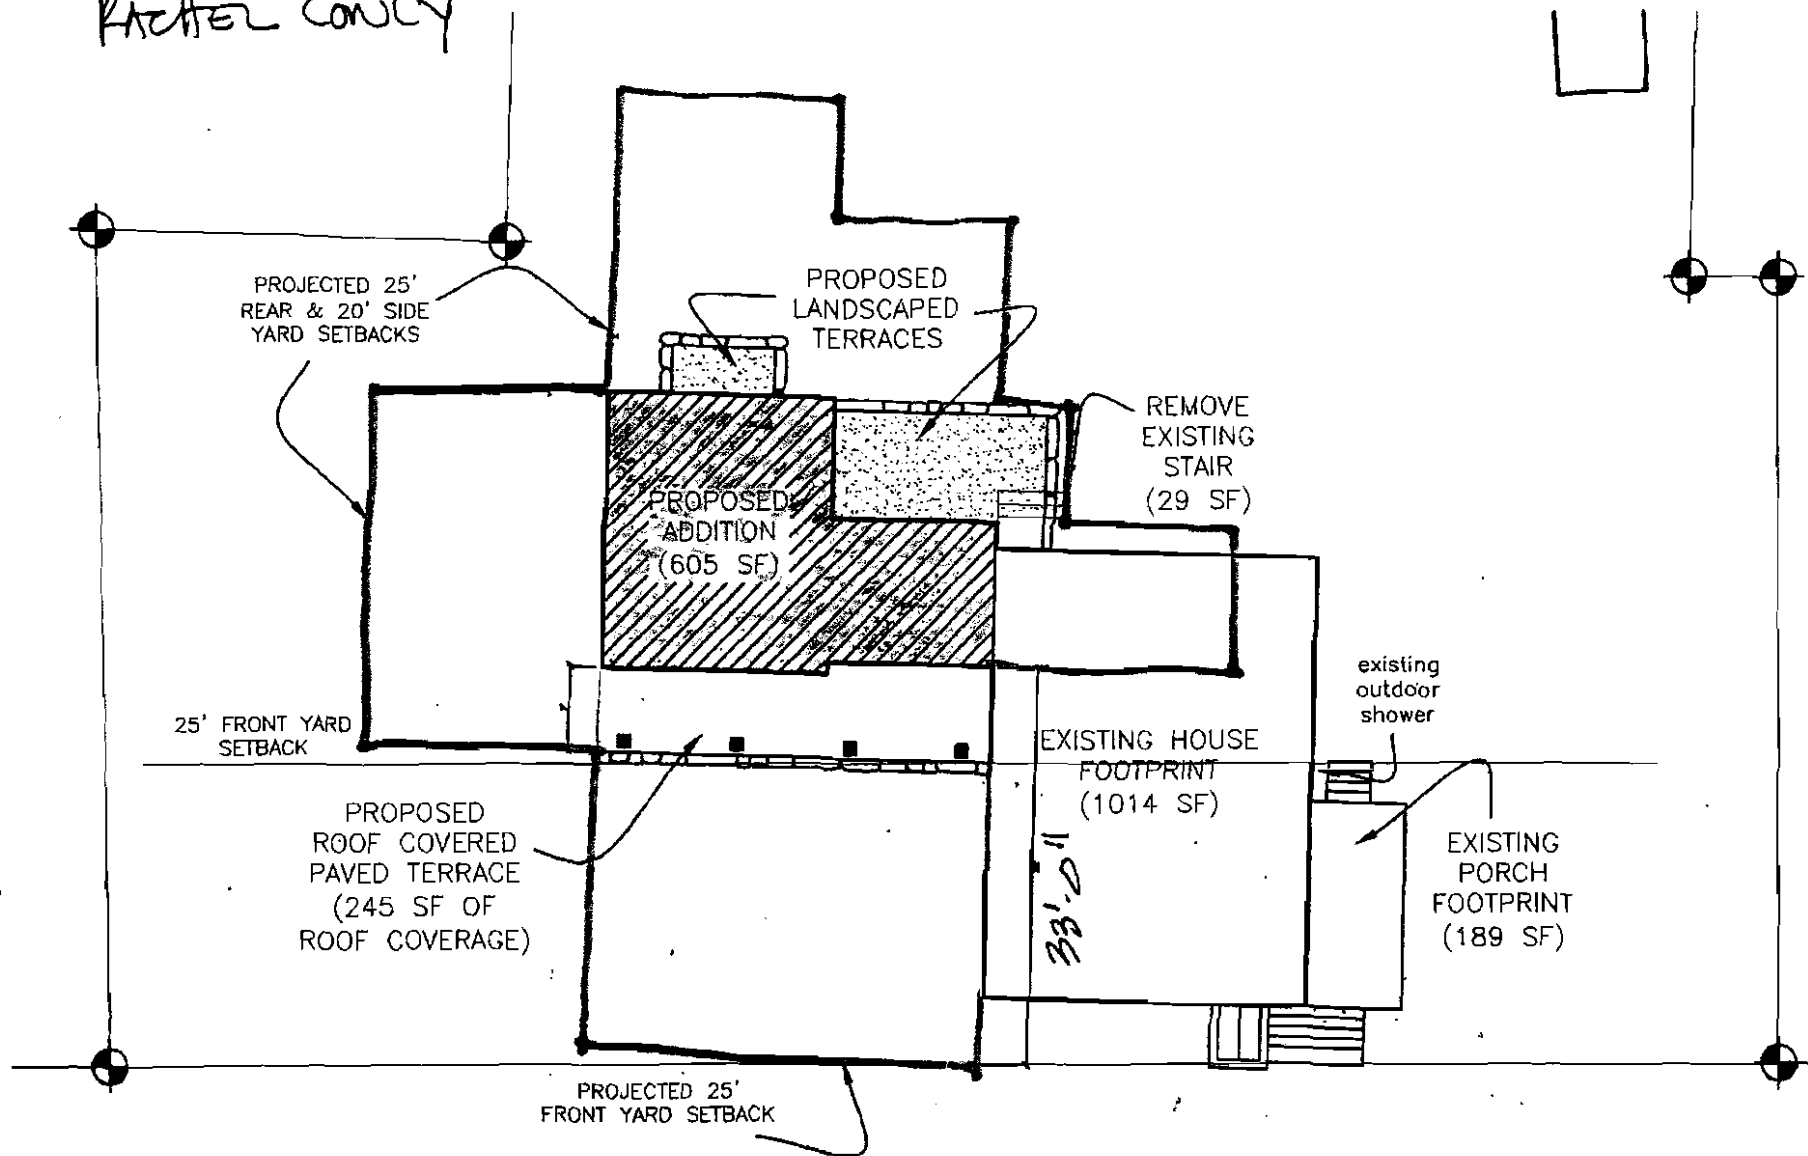 RACHEL CONLY
PROJECTED 25'
REAR & 20' SIDE
YARD SETBACKS
PROPOSED
LANDSCAPED
TERRACES
REMOVE
EXISTING
STAIR
(29 SF)
PROPOSED
ADDITION
(605 SF)
25' FRONT YARD
SETBACK
existing
outdoor
shower
EXISTING HOUSE
FOOTPRINT
(1014 SF)
PROPOSED
ROOF COVERED
PAVED TERRACE
(245 SF OF
ROOF COVERAGE)
33'-0"
EXISTING
PORCH
FOOTPRINT
(189 SF)
PROJECTED 25'
FRONT YARD SETBACK